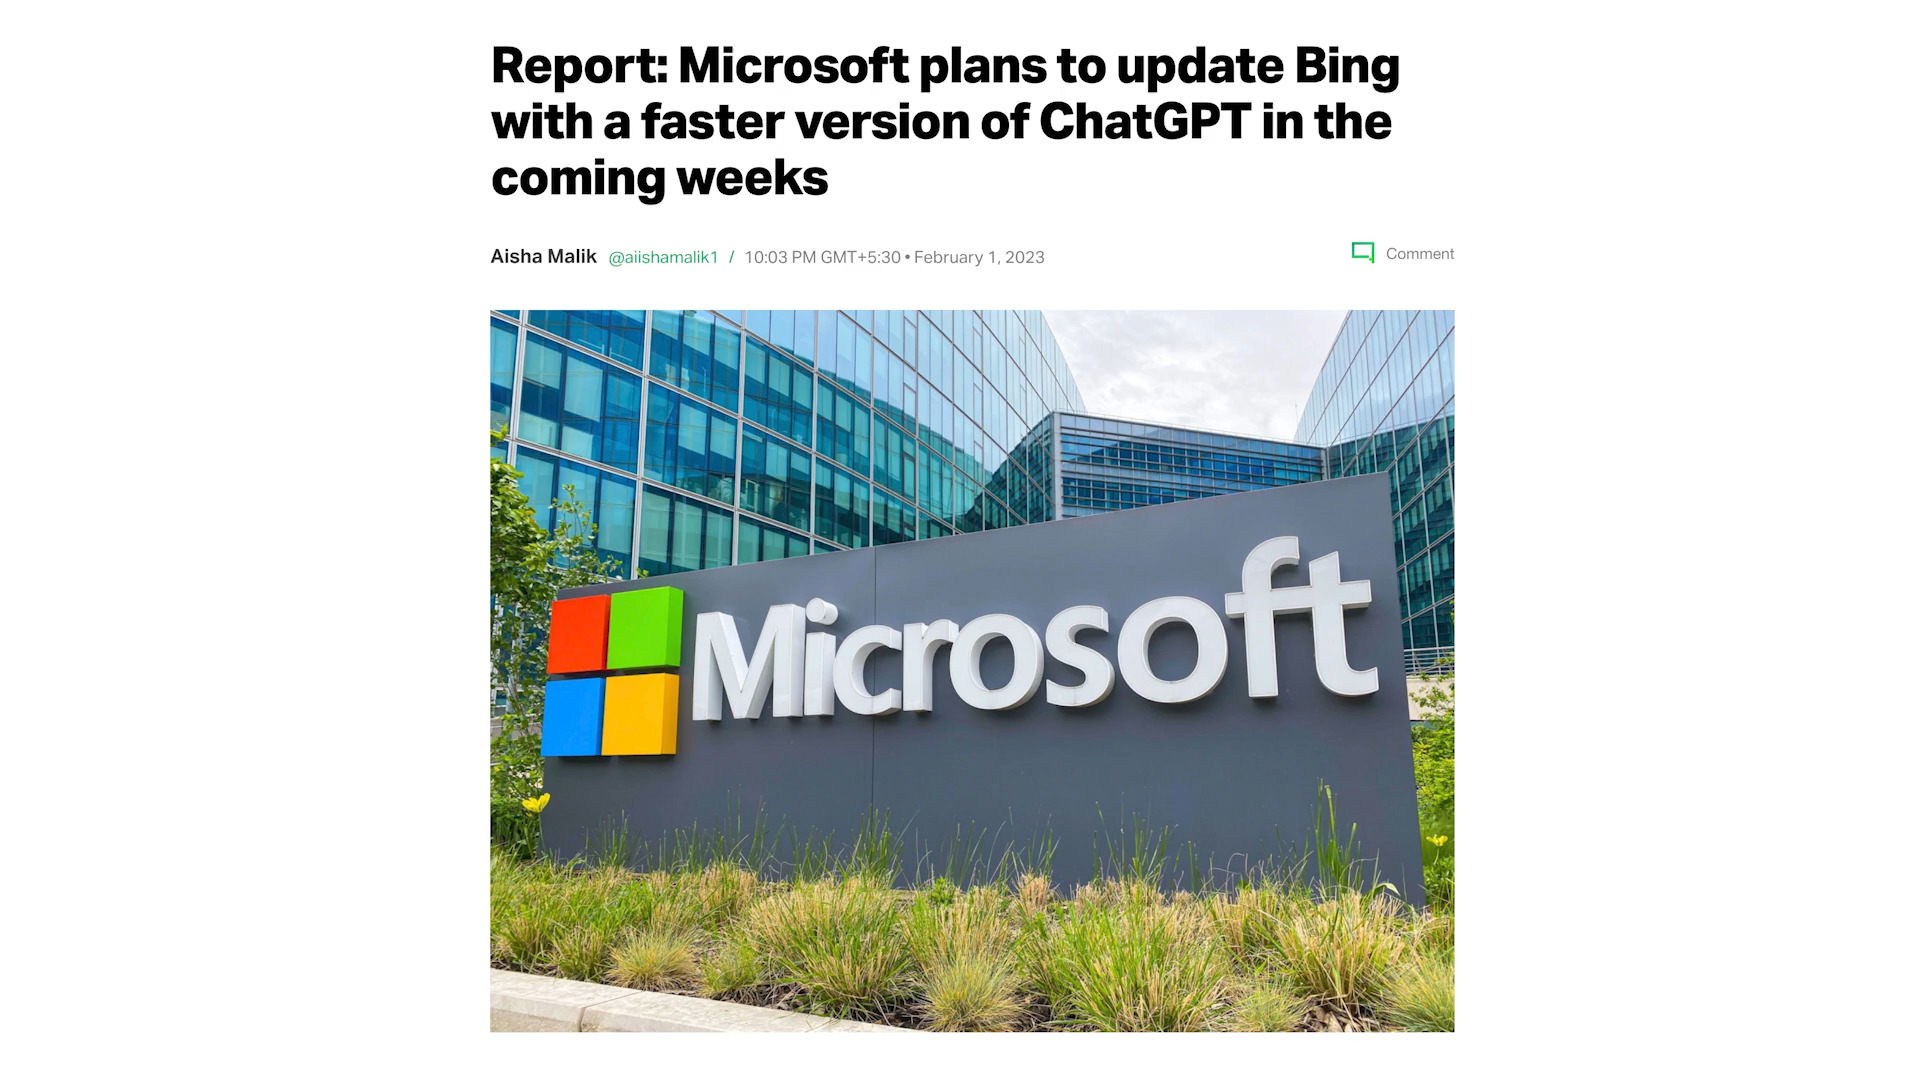 Report: Microsoft plans to update Bing
with a faster version of ChatGPT in the
coming weeks
Aisha Malik @aiishamalik1 / 10:03 PM GMT+5:30 • February 1, 2023
Comment
Microsoft